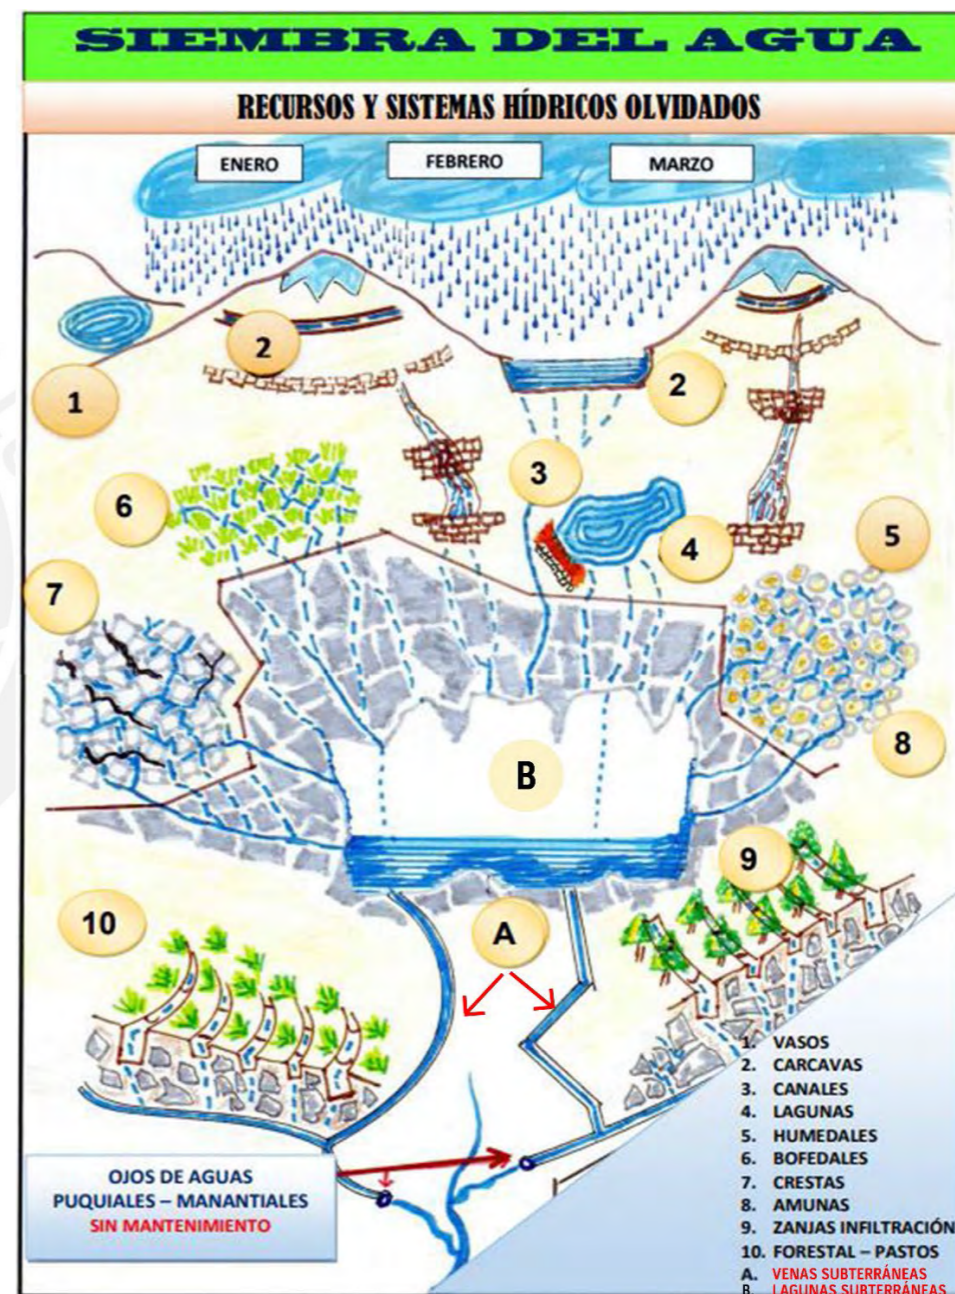 SIEMBRA DEL AGUA
RECURSOS Y SISTEMAS HÍDRICOS OLVIDADOS
ENERO
FEBRERO
MARZO
2
1
2
3
6
4
5
7
B
8
9
10
A
OJOS DE AGUAS
PUQUIALES – MANANTIALES
SIN MANTENIMIENTO
1. VASOS
2. CARCAVAS
3. CANALES
4. LAGUNAS
5. HUMEDALES
6. BOFEDALES
7. CRESTAS
8. AMUNAS
9. ZANJAS INFILTRACIÓN
10. FORESTAL – PASTOS
A. VENAS SUBTERRÁNEAS
B. LAGUNAS SUBTERRÁNEAS